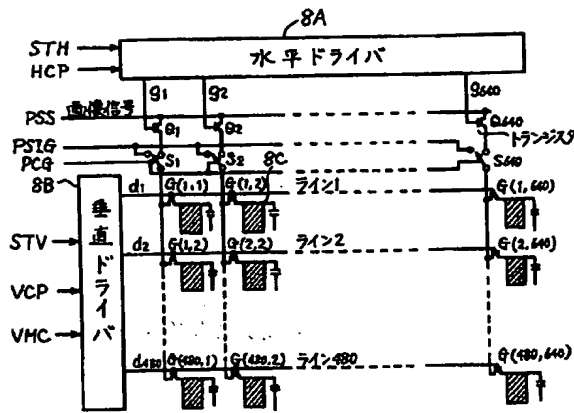 8A
STH
HCP
水平ドライバ
g1
g2
g640
PSS
画像信号
Q1
Q2
Q640
トランジスタ
PSIG
PCG
S1
S2
S640
8B
8C
d1
G(1,1)
G(1,2)
ライン1
G(1,640)
垂直ドライバ
STV
d2
G(1,2)
G(2,2)
ライン2
G(2,640)
VCP
VMC
d480
G(480,1)
G(480,2)
ライン480
G(480,640)